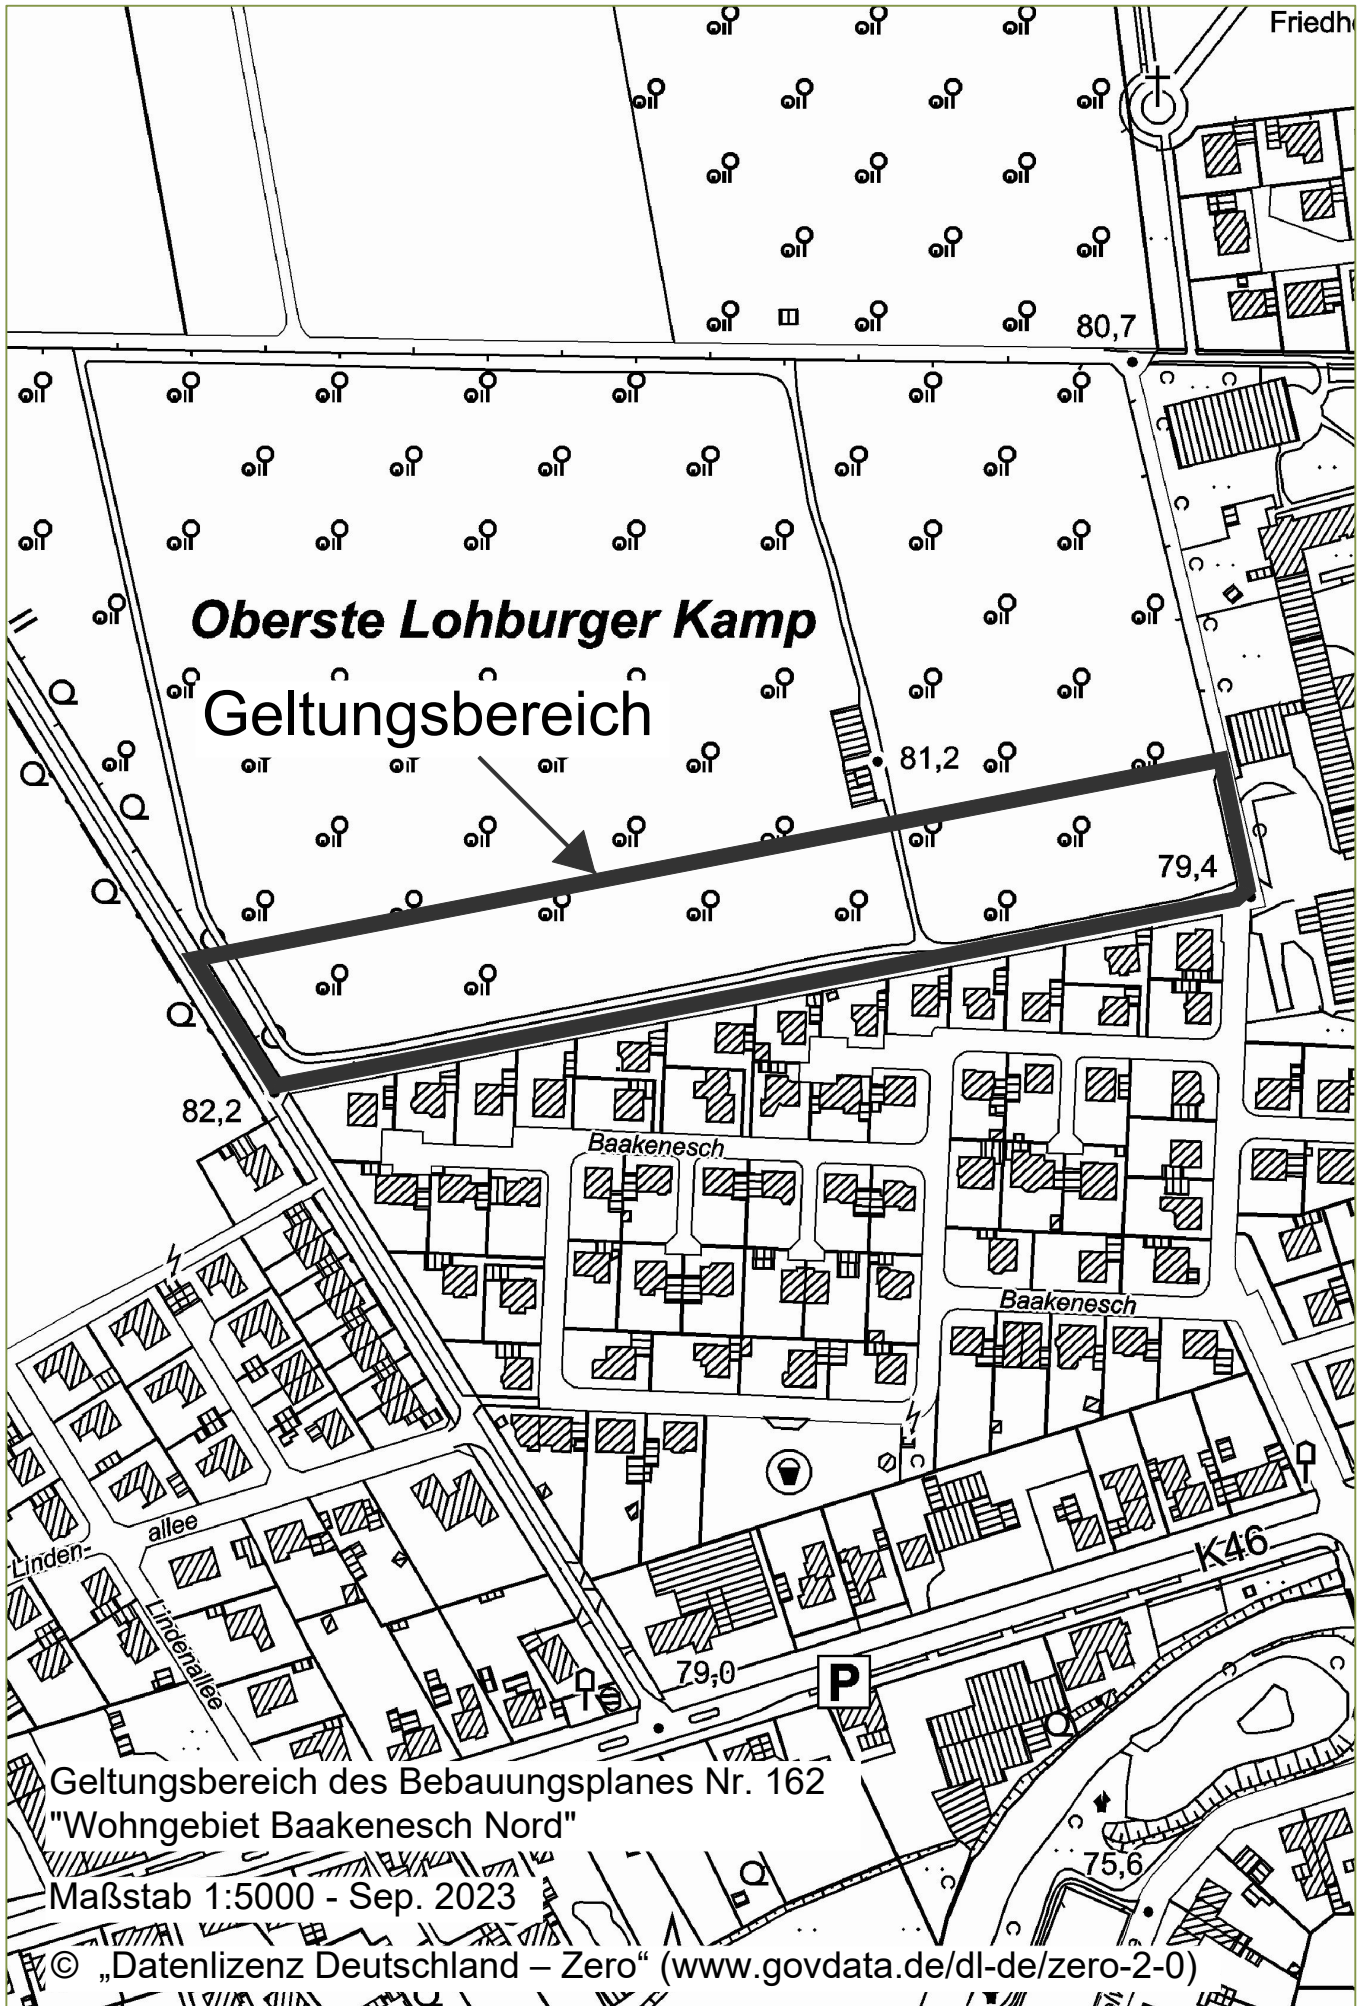 80,7
Oberste Lohburger Kamp
Geltungsbereich
81,2
79,4
82,2
Baakenesch
Baakenesch
Linden-
allee
Lindenallee
K46
79,0
P
75,6
Geltungsbereich des Bebauungsplanes Nr. 162
"Wohngebiet Baakenesch Nord"
Maßstab 1:5000 - Sep. 2023
© „Datenlizenz Deutschland – Zero“ (www.govdata.de/dl-de/zero-2-0)